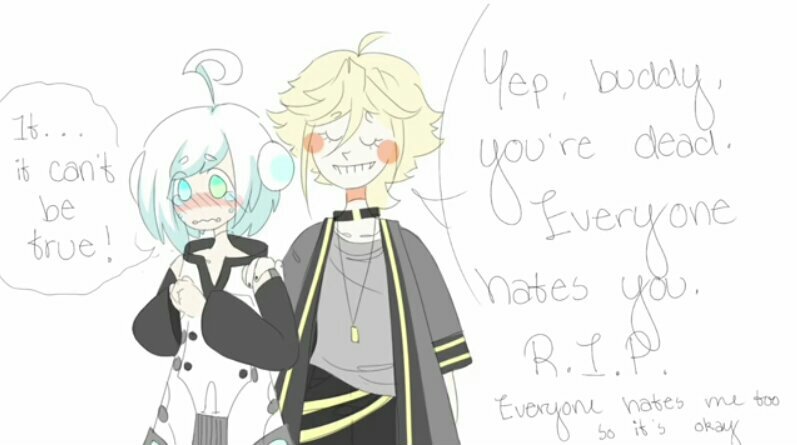 It...
it can't
be
true!
Yep, buddy,
you're dead.
Everyone
hates you.
R.I.P.
Everyone hates me too
so it's okay